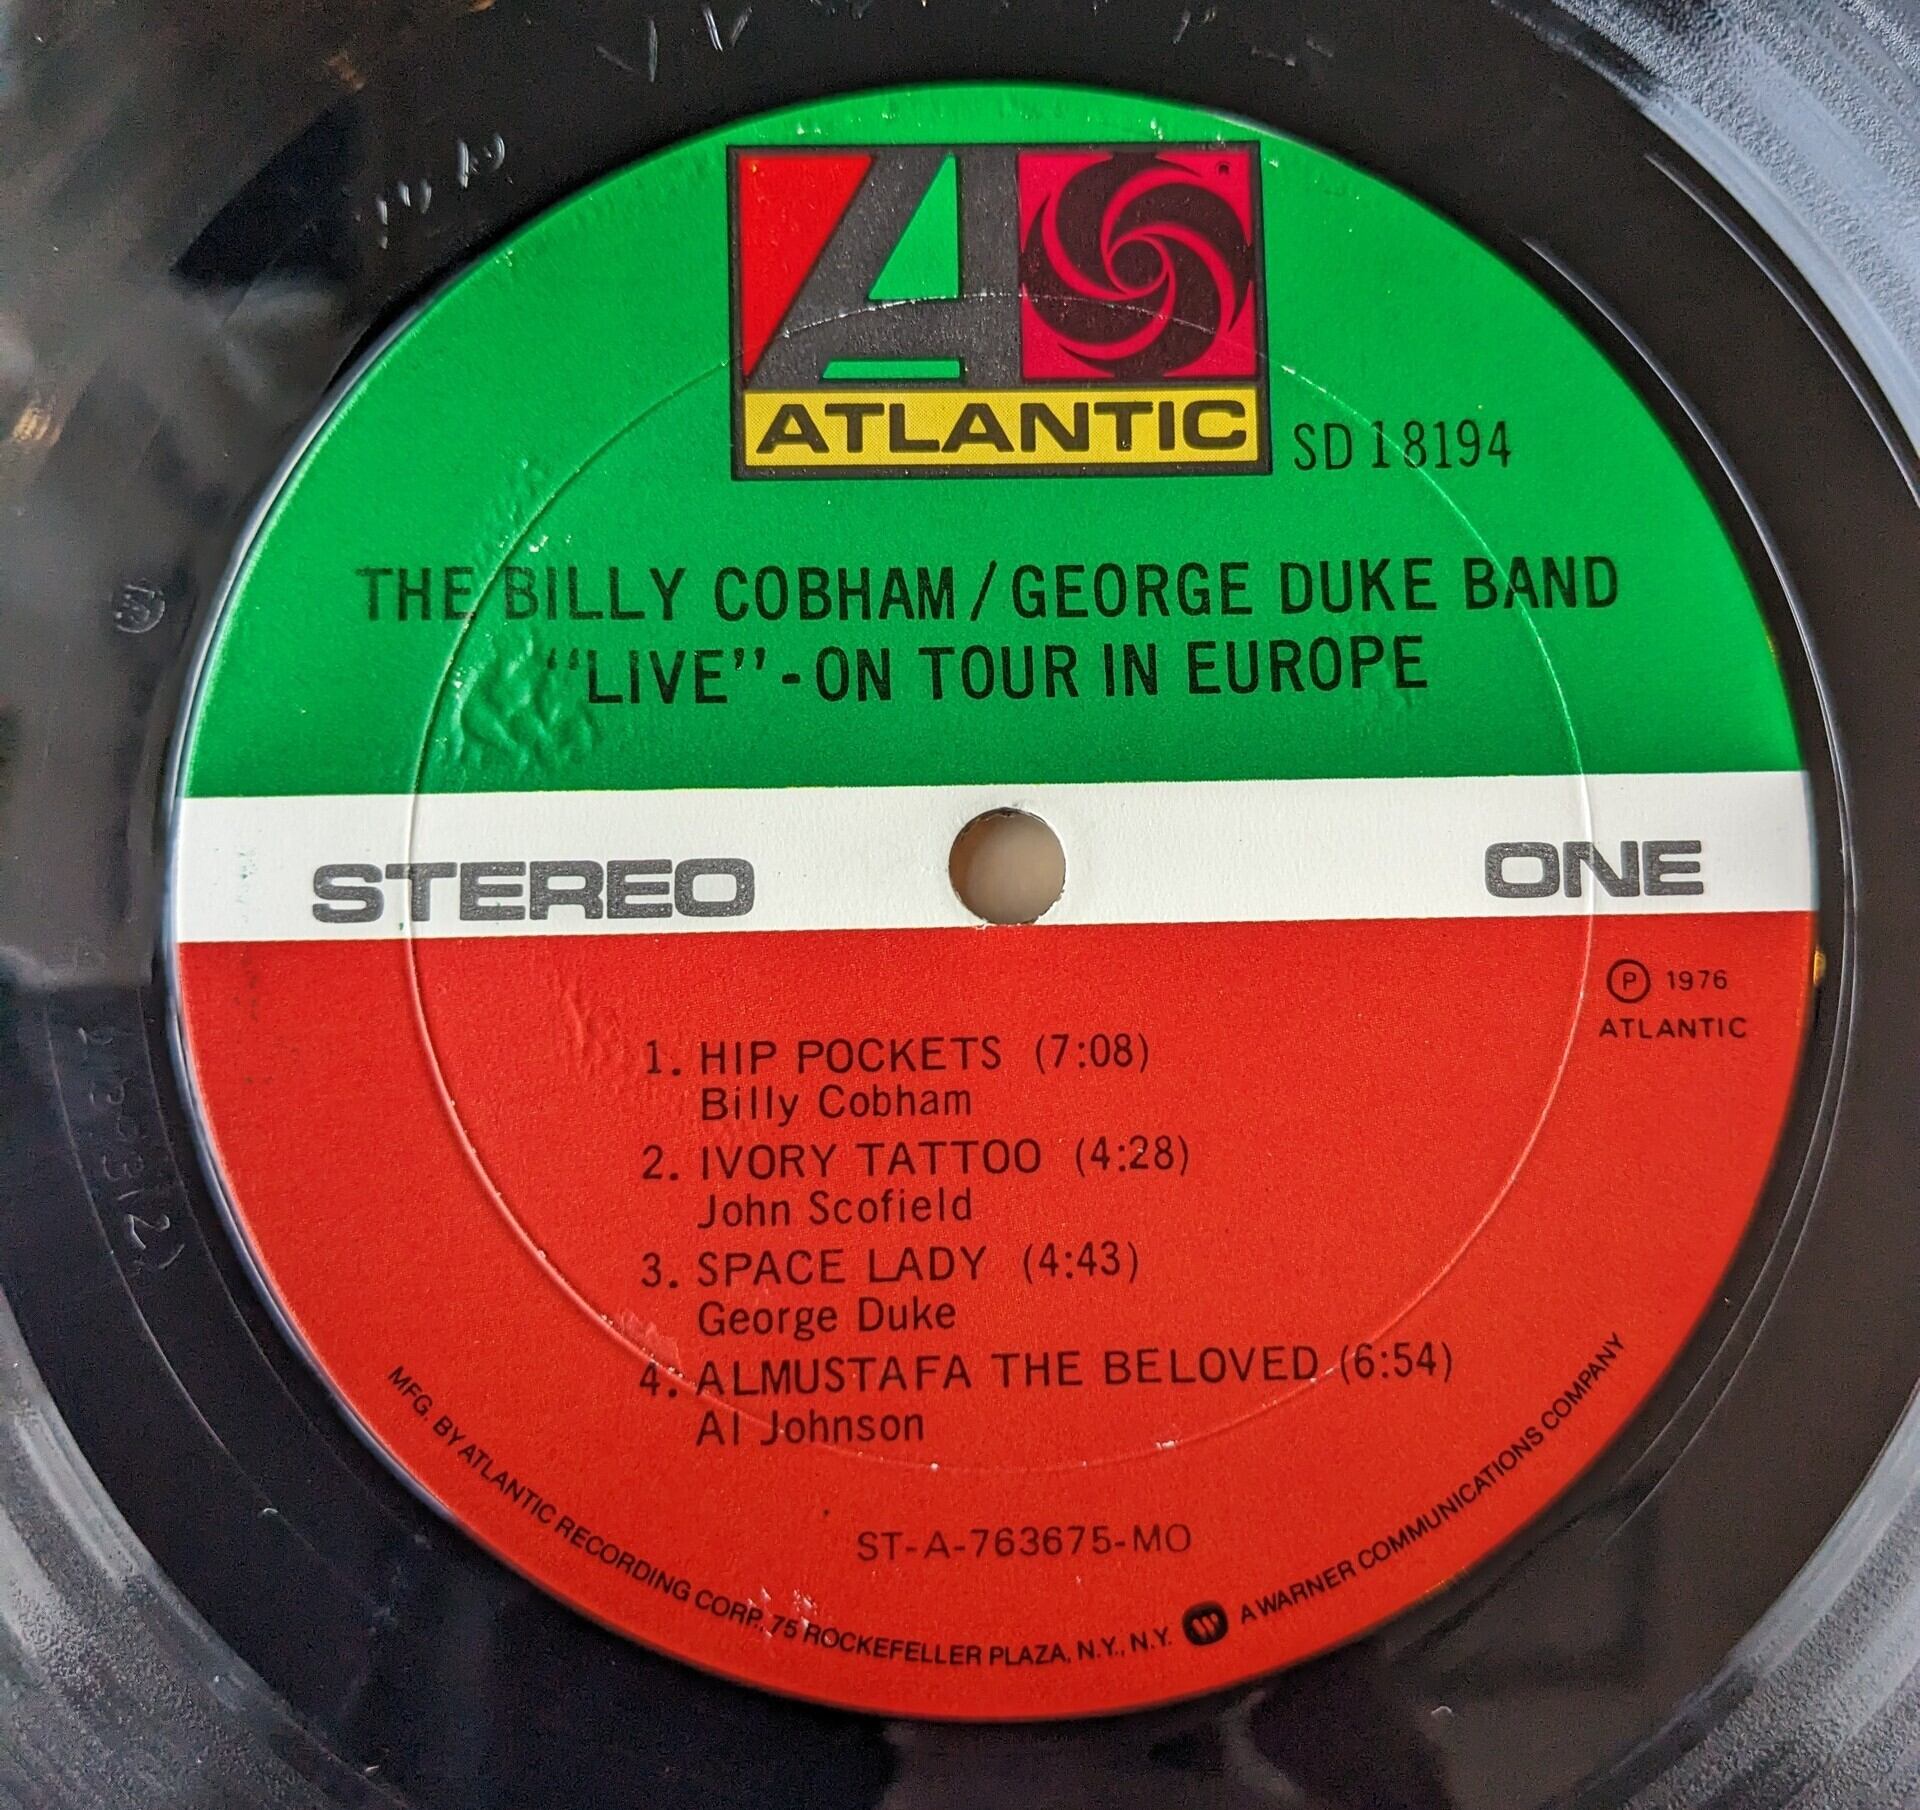 ATLANTIC
SD 18194
THE BILLY COBHAM/GEORGE DUKE BAND
"LIVE"-ON TOUR IN EUROPE
STEREO
ONE
Ⓟ 1976
ATLANTIC
1. HIP POCKETS (7:08)
Billy Cobham
2. IVORY TATTOO (4:28)
John Scofield
3. SPACE LADY (4:43)
George Duke
4. ALMUSTAFA THE BELOVED (6:54)
Al Johnson
ST-A-763675-MO
MFG. BY ATLANTIC RECORDING CORP., 75 ROCKEFELLER PLAZA, N.Y., N.Y. A WARNER COMMUNICATIONS COMPANY